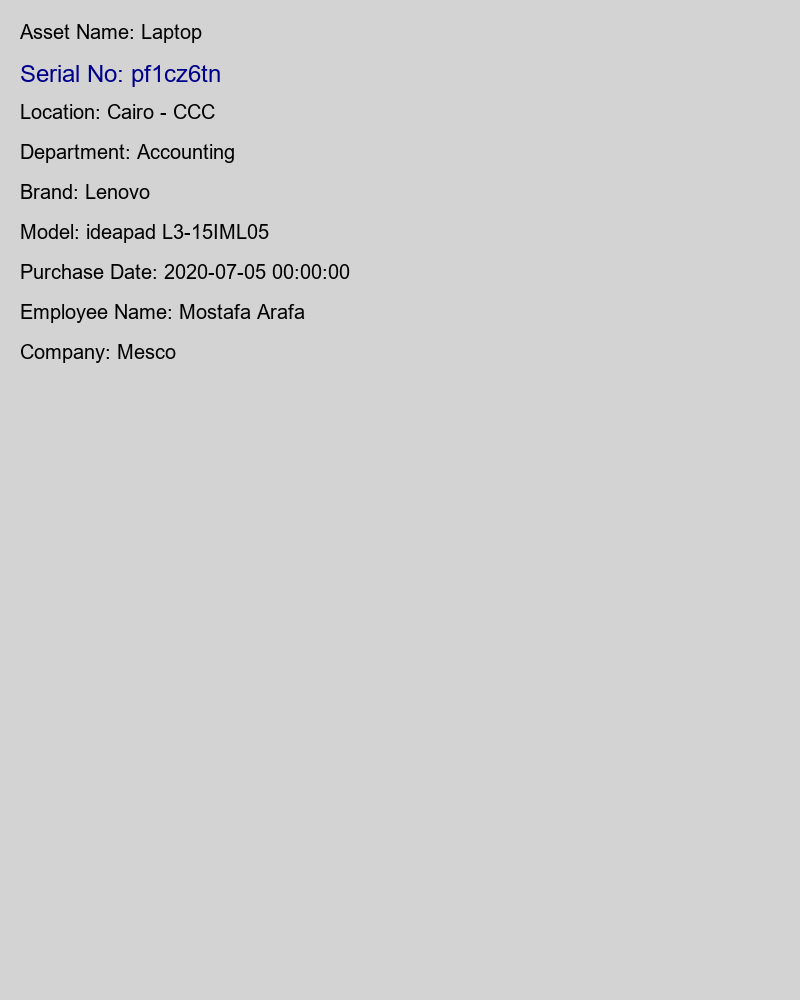 Asset Name: Laptop
Serial No: pf1cz6tn
Location: Cairo - CCC
Department: Accounting
Brand: Lenovo
Model: ideapad L3-15IML05
Purchase Date: 2020-07-05 00:00:00
Employee Name: Mostafa Arafa
Company: Mesco